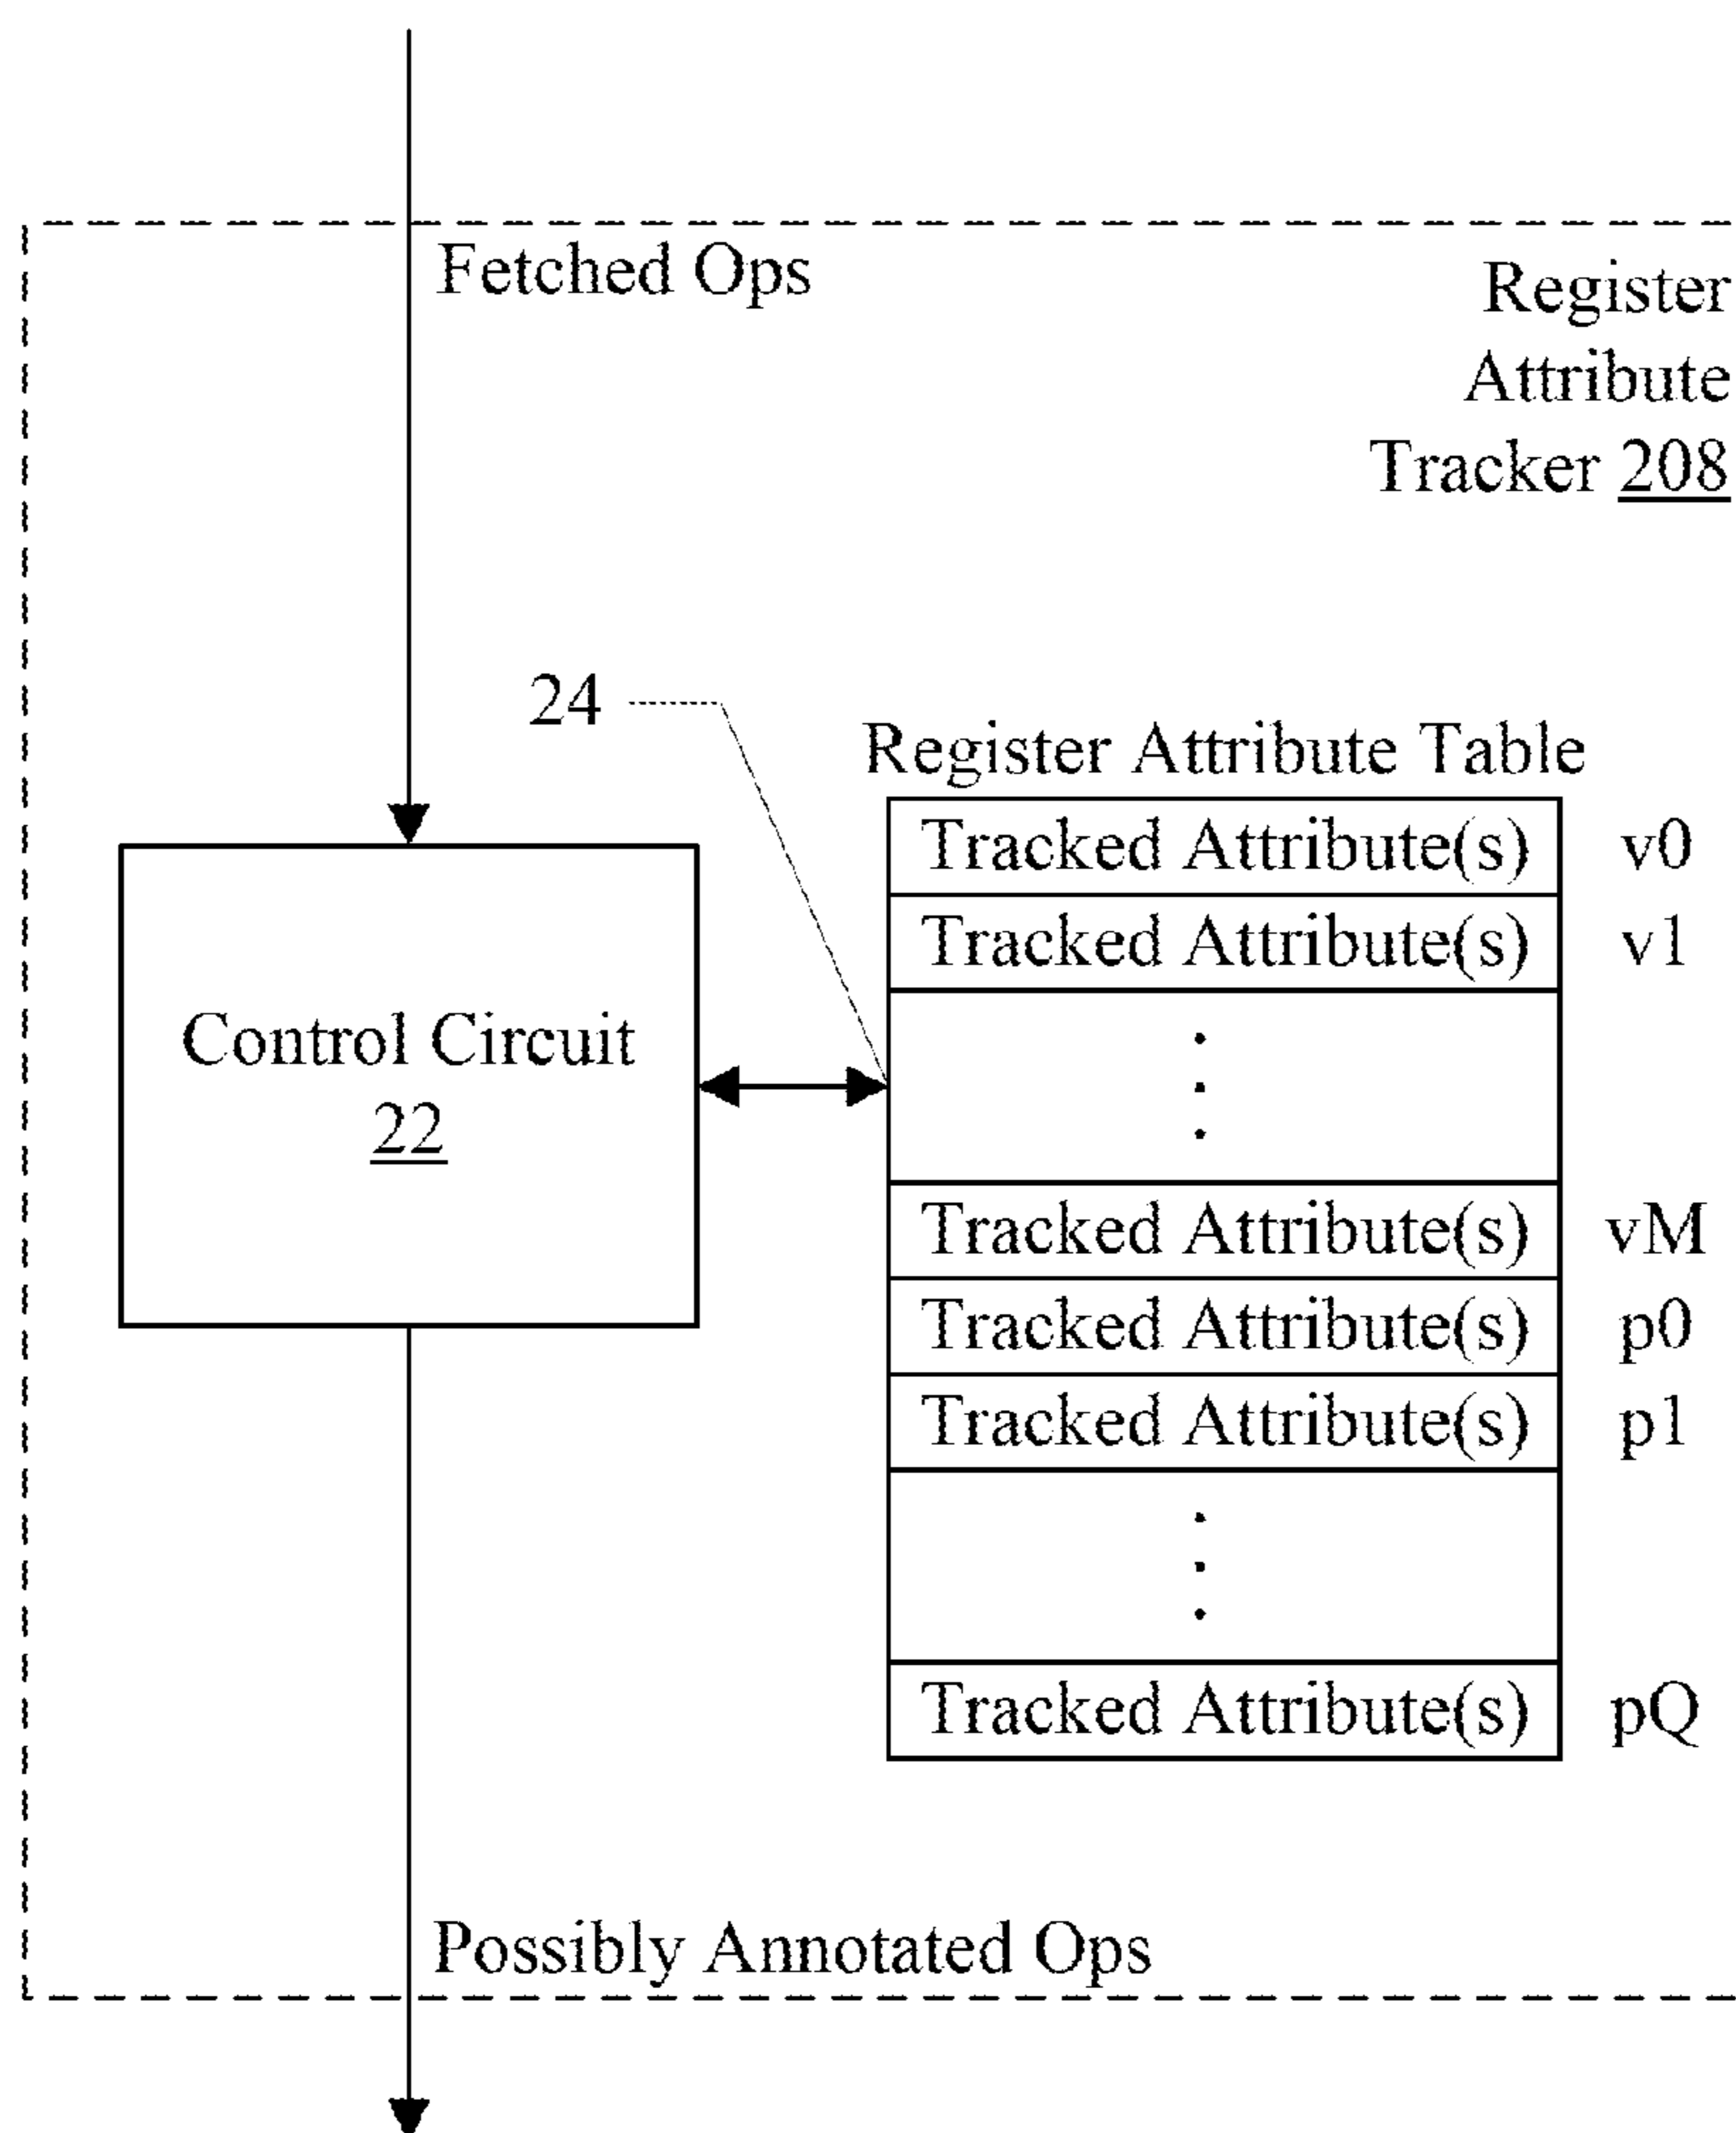 Fetched Ops
Register
Attribute
Tracker 208
24
Register Attribute Table
Tracked Attribute(s) v0
Tracked Attribute(s) v1
Control Circuit
22
Tracked Attribute(s) vM
Tracked Attribute(s) p0
Tracked Attribute(s) p1
Tracked Attribute(s) pQ
Possibly Annotated Ops